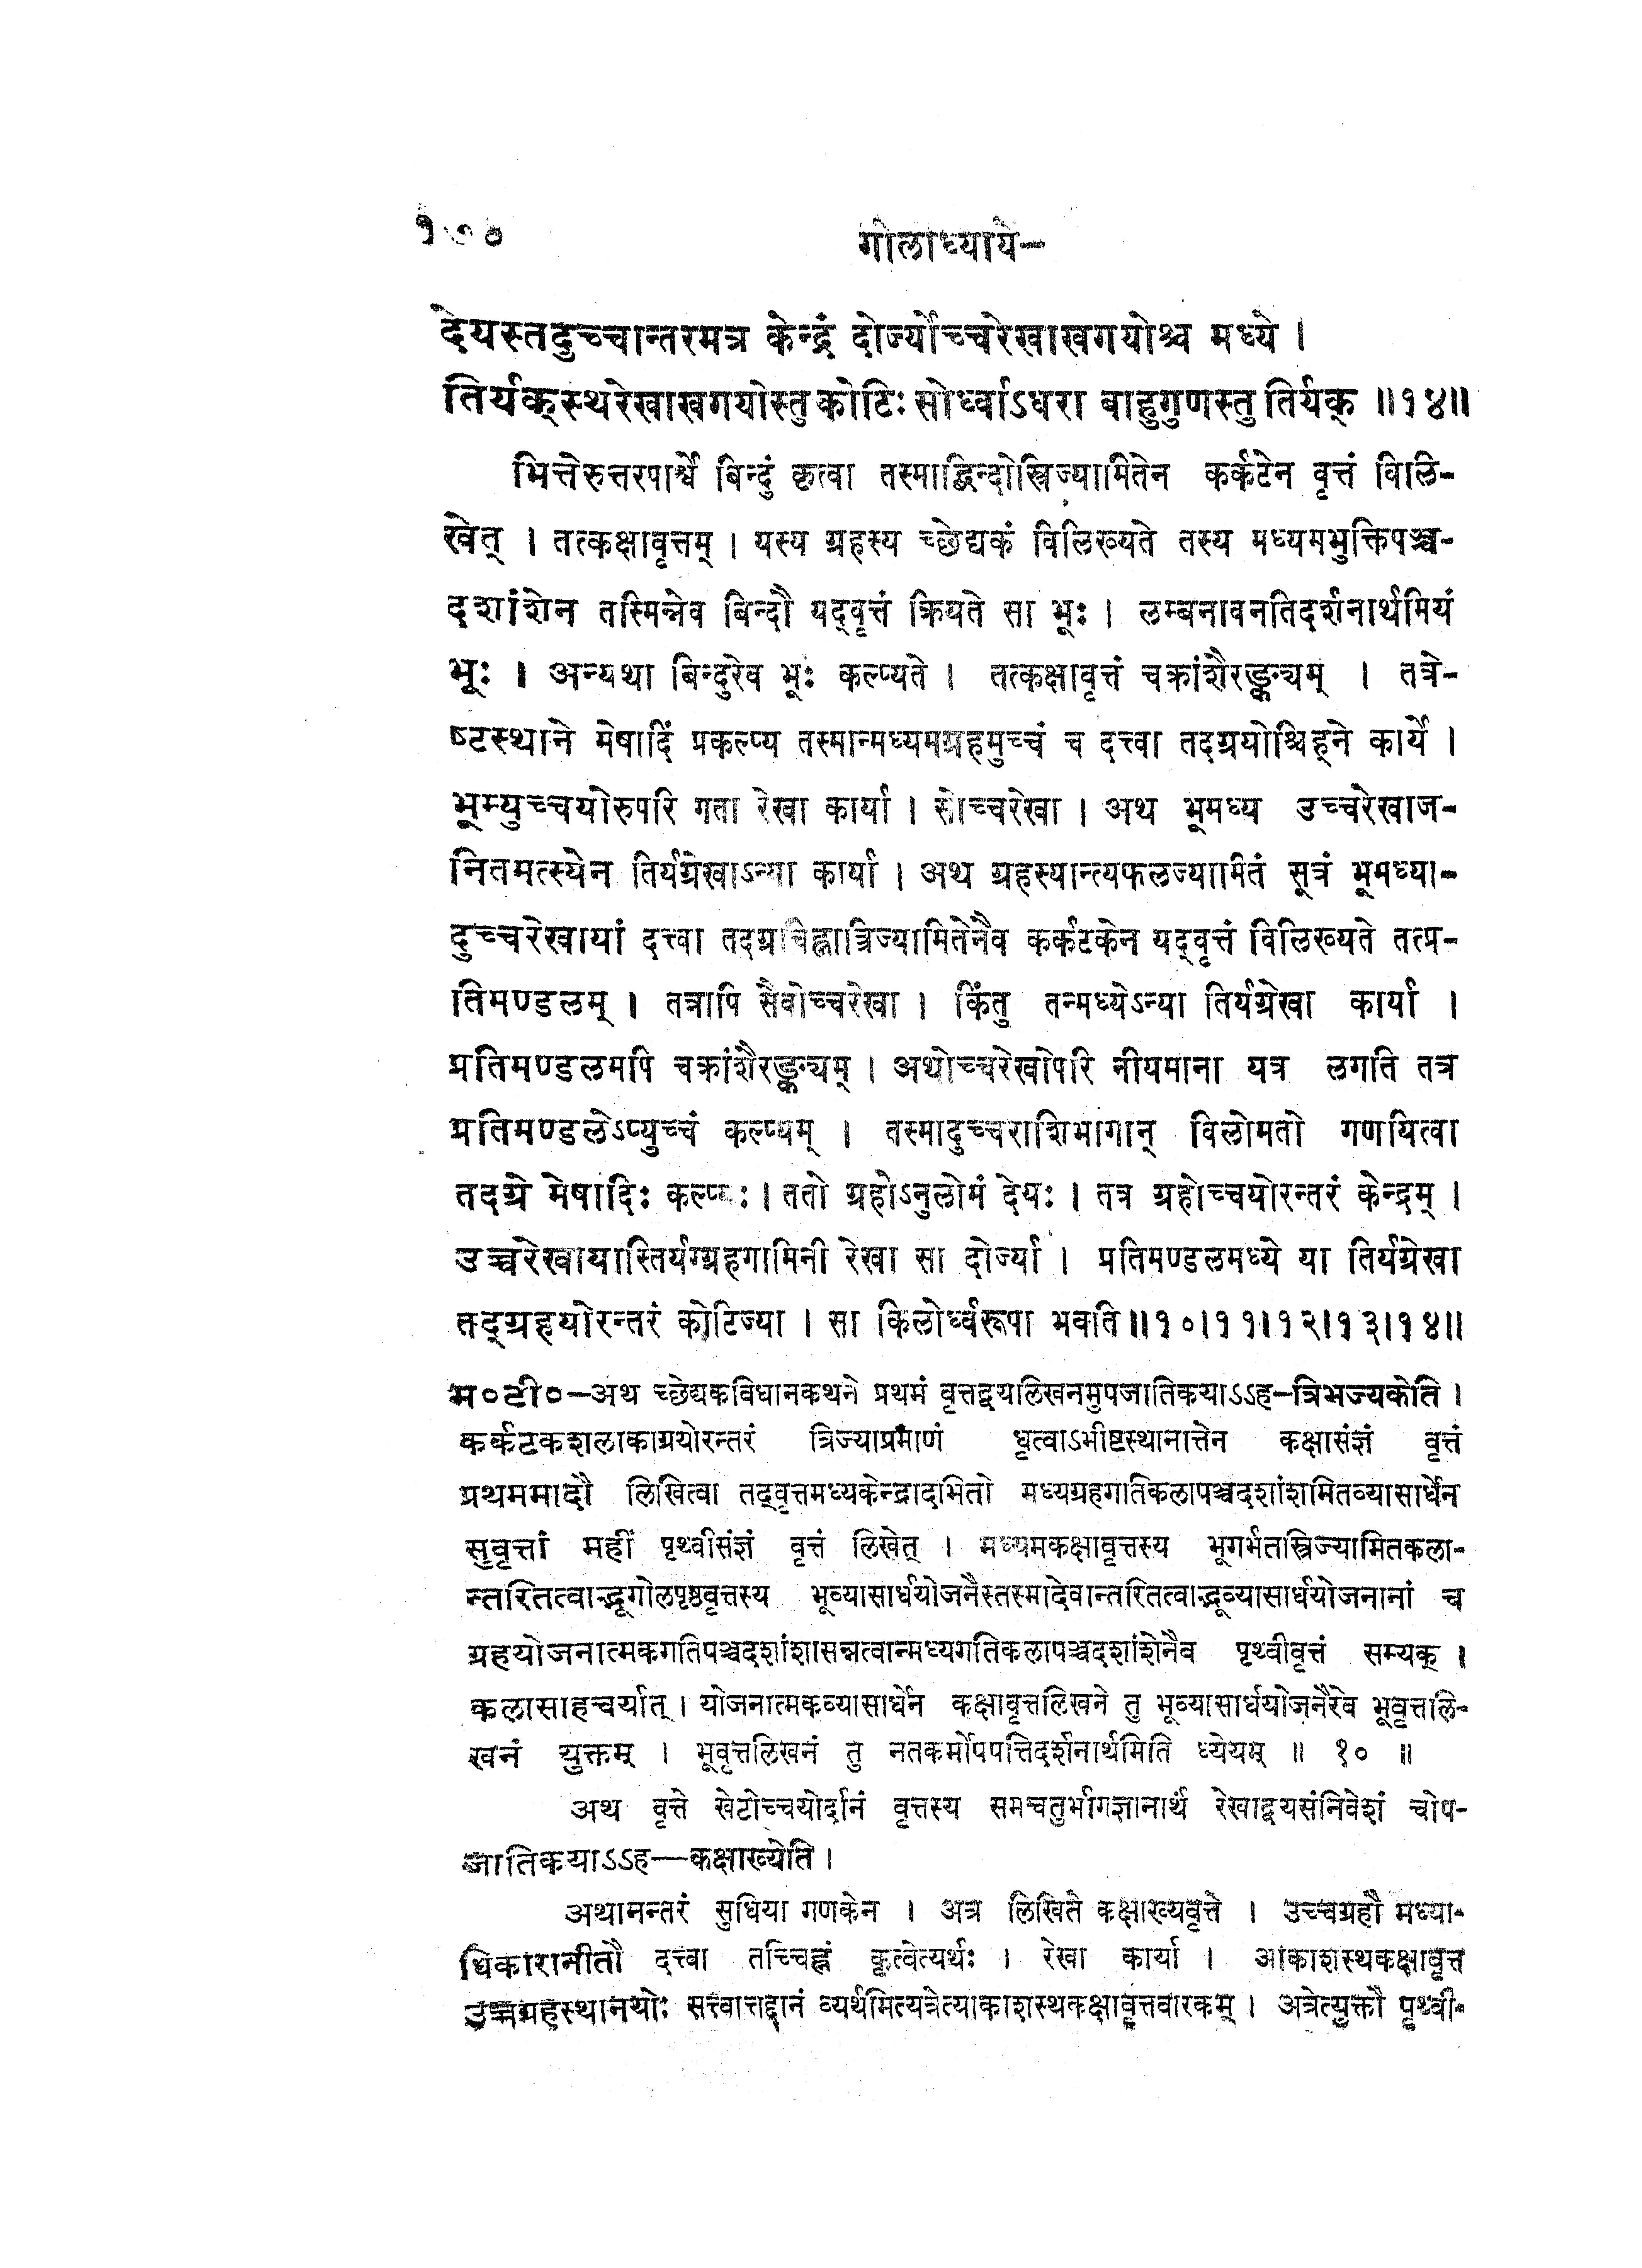 १७०
गोलाध्याये-
देयस्तदुच्चान्तरमत्र केन्द्रं दोर्ज्योच्चरेखाखगयोश्च मध्ये ।
तिर्यक्स्थरेखाखगयोस्तु कोटिः सोर्ध्वाऽधरा बाहुगुणस्तु तिर्यक् ॥१४॥
भित्तेरुत्तरपार्श्वे बिन्दुं कृत्वा तस्माद्बिन्दोस्त्रिज्यामितेन कर्कटेन वृत्तं विलि-
खेत् । तत्कक्षावृत्तम् । यस्य ग्रहस्य च्छेद्यकं विलिख्यते तस्य मध्यमभुक्तिपञ्च-
दशांशेन तस्मिन्नेव बिन्दौ यद्वृत्तं क्रियते सा भूः । लम्बनावनतिदर्शनार्थमियं
भूः । अन्यथा बिन्दुरेव भूः कल्प्यते । तत्कक्षावृत्तं चक्रांशैरङ्क्यम् । तत्रे-
ष्टस्थाने मेषादिं प्रकल्प्य तस्मान्मध्यमग्रहमुच्चं च दत्त्वा तदग्रयोश्चिह्ने कार्ये ।
भूम्युच्चयोरुपरि गता रेखा कार्या । सोच्चरेखा । अथ भूमध्य उच्चरेखाज-
नितमत्स्येन तिर्यग्रेखाऽन्या कार्या । अथ ग्रहस्यान्त्यफलज्यामितं सूत्रं भूमध्या-
दुच्चरेखायां दत्त्वा तदग्रचिह्नात्त्रिज्यामितेनैव कर्कटकेन यद्वृत्तं विलिख्यते तत्प्र-
तिमण्डलम् । तत्रापि सैवोच्चरेखा । किंतु तन्मध्येऽन्या तिर्यग्रेखा कार्या ।
प्रतिमण्डलमपि चक्रांशैरङ्क्यम् । अथोच्चरेखोपरि नीयमाना यत्र लगति तत्र
प्रतिमण्डलेऽप्युच्चं कल्प्यम् । तस्मादुच्चराशिभागान् विलोमतो गणयित्वा
तदग्रे मेषादिः कल्प्यः । ततो ग्रहोऽनुलोमं देयः । तत्र ग्रहोच्चयोरन्तरं केन्द्रम् ।
उच्चरेखायास्तिर्यग्ग्रहगामिनी रेखा सा दोर्ज्या । प्रतिमण्डलमध्ये या तिर्यग्रेखा
तद्ग्रहयोरन्तरं कोटिज्या । सा किलोर्ध्वरूपा भवति॥१०।११।१२।१३।१४॥
म०टी०-अथ च्छेद्यकविधानकथने प्रथमं वृत्तद्वयलिखनमुपजातिकयाऽऽह-त्रिभज्यकेति ।
कर्कटकशलाकाग्रयोरन्तरं त्रिज्याप्रमाणं धृत्वाऽभीष्टस्थानात्तेन कक्षासंज्ञं वृत्तं
प्रथममादौ लिखित्वा तद्वृत्तमध्यकेन्द्रादभितो मध्यग्रहगतिकलापञ्चदशांशमितव्यासार्धेन
सुवृत्तां महीं पृथ्वीसंज्ञं वृत्तं लिखेत् । मध्यमकक्षावृत्तस्य भूगर्भतस्त्रिज्यामितकला-
न्तरितत्वाद्भूगोलपृष्ठवृत्तस्य भूव्यासार्धयोजनैस्तस्मादेवान्तरितत्वाद्भूव्यासार्धयोजनानां च
ग्रहयोजनात्मकगतिपञ्चदशांशासन्नत्वान्मध्यगतिकलापञ्चदशांशेनैव पृथ्वीवृत्तं सम्यक् ।
कलासाहचर्यात् । योजनात्मकव्यासार्धेन कक्षावृत्तलिखने तु भूव्यासार्धयोजनैरेव भूवृत्तलि-
खनं युक्तम् । भूवृत्तलिखनं तु नतकर्मोपपत्तिदर्शनार्थमिति ध्येयम् ॥ १० ॥
अथ वृत्ते खेटोच्चयोर्दानं वृत्तस्य समचतुर्भागज्ञानार्थं रेखाद्वयसंनिवेशं चोप-
जातिकयाऽऽह—कक्षाख्येति ।
अथानन्तरं सुधिया गणकेन । अत्र लिखिते कक्षाख्यवृत्ते । उच्चग्रहौ मध्या-
धिकारानीतौ दत्त्वा तच्चिह्नं कृत्वेत्यर्थः । रेखा कार्या । आकाशस्थकक्षावृत्त
उच्चग्रहस्थानयोः सत्त्वात्तद्दानं व्यर्थमित्यत्रेत्याकाशस्थकक्षावृत्तवारकम् । अत्रेत्युक्तौ पृथ्वी-